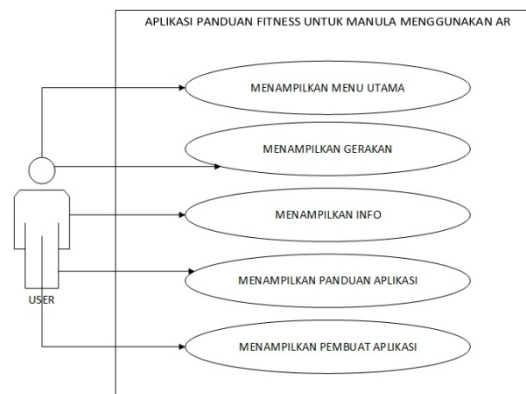 APLIKASI PANDUAN FITNESS UNTUK MANULA MENGGUNAKAN AR
MENAMPILKAN MENU UTAMA
MENAMPILKAN GERAKAN
MENAMPILKAN INFO
MENAMPILKAN PANDUAN APLIKASI
USER
MENAMPILKAN PEMBUAT APLIKASI